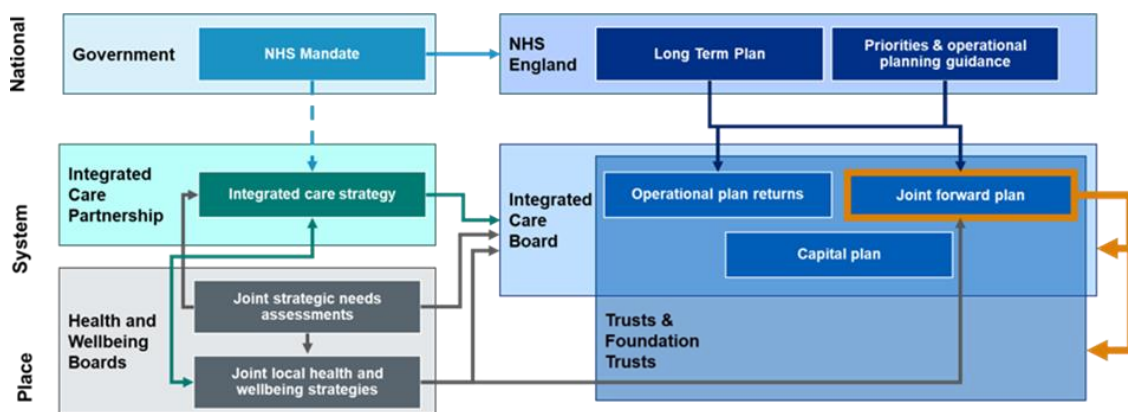 National
Government
NHS Mandate
NHS
England
Long Term Plan
Priorities & operational
planning guidance
System
Integrated
Care
Partnership
Integrated care strategy
Integrated
Care
Board
Operational plan returns
Joint forward plan
Capital plan
Place
Health and
Wellbeing
Boards
Joint strategic needs
assessments
Joint local health and
wellbeing strategies
Trusts &
Foundation
Trusts